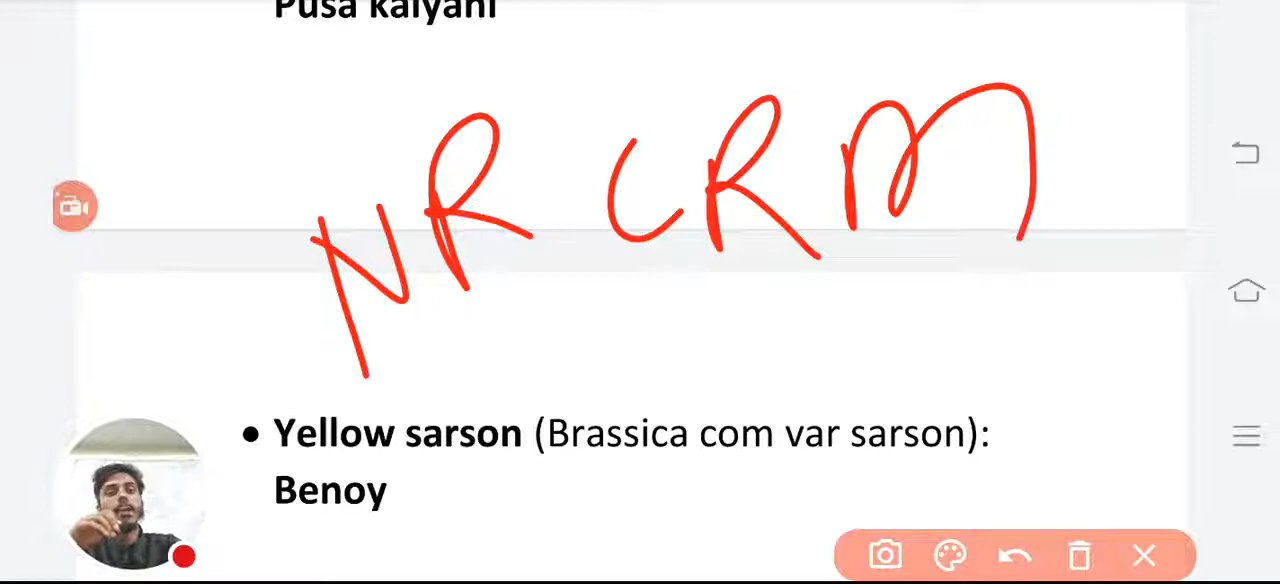 Pusa kalyani
NR CRM
• Yellow sarson (Brassica com var sarson):
Benoy